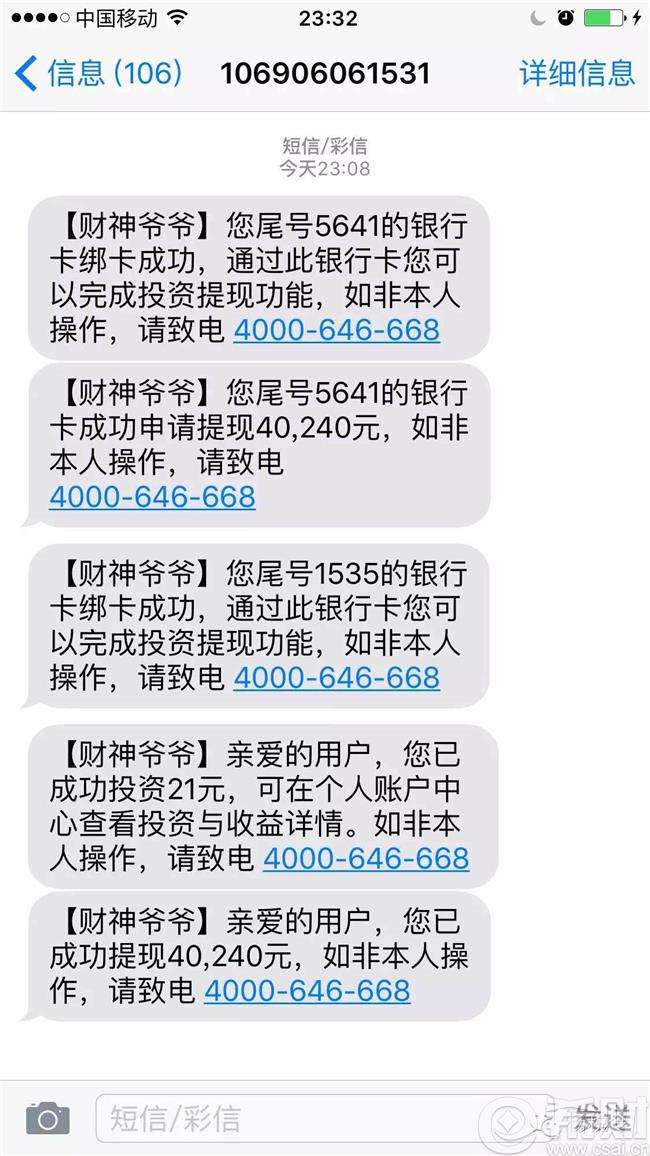 中国移动 23:32
信息 (106) 106906061531 详细信息
短信/彩信
今天23:08
【财神爷爷】您尾号5641的银行
卡绑卡成功，通过此银行卡您可
以完成投资提现功能，如非本人
操作，请致电 4000-646-668
【财神爷爷】您尾号5641的银行
卡成功申请提现40,240元，如非
本人操作，请致电
4000-646-668
【财神爷爷】您尾号1535的银行
卡绑卡成功，通过此银行卡您可
以完成投资提现功能，如非本人
操作，请致电 4000-646-668
【财神爷爷】亲爱的用户，您已
成功投资21元，可在个人账户中
心查看投资与收益详情。如非本
人操作，请致电 4000-646-668
【财神爷爷】亲爱的用户，您已
成功提现40,240元，如非本人操
作，请致电 4000-646-668
短信/彩信 发送
希财
www.csai.cn